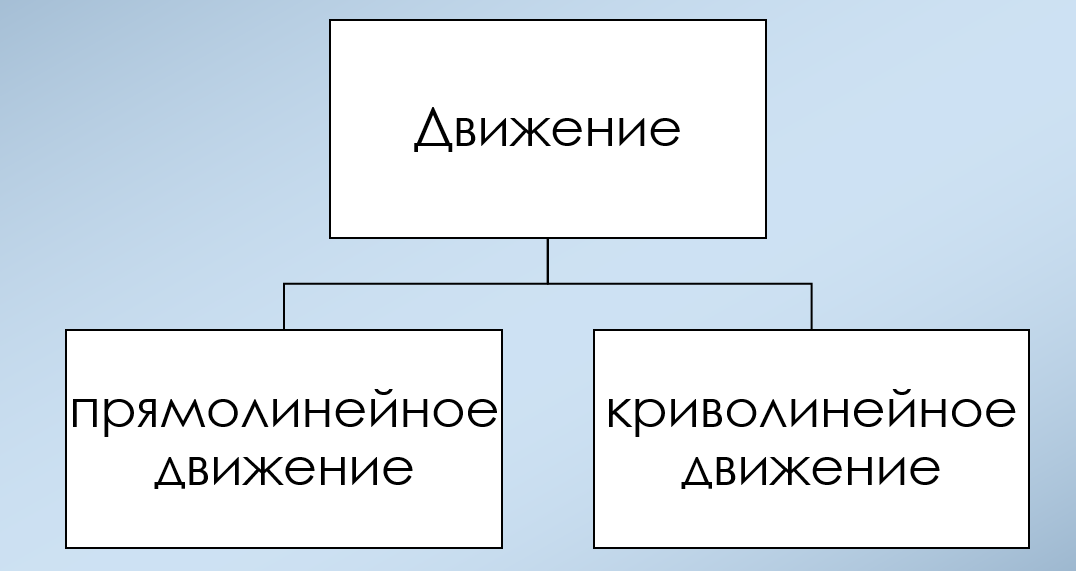 Движение
прямолинейное
движение
криволинейное
движение